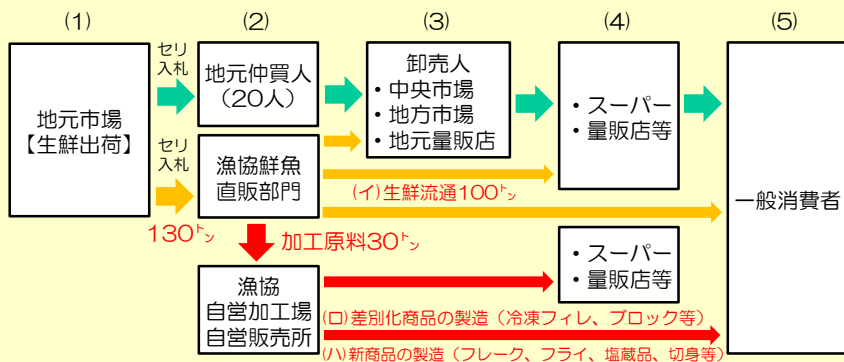 (1)
(2)
(3)
(4)
(5)
地元市場
【生鮮出荷】
セリ
入札
地元仲買人
(20人)
卸売人
・中央市場
・地方市場
・地元量販店
・スーパー
・量販店等
一般消費者
セリ
入札
漁協鮮魚
直販部門
(イ)生鮮流通100㌧
130㌧
加工原料30㌧
漁協
自営加工場
自営販売所
・スーパー
・量販店等
(ロ)差別化商品の製造（冷凍フィレ、ブロック等）
(ハ)新商品の製造（フレーク、フライ、塩蔵品、切身等）